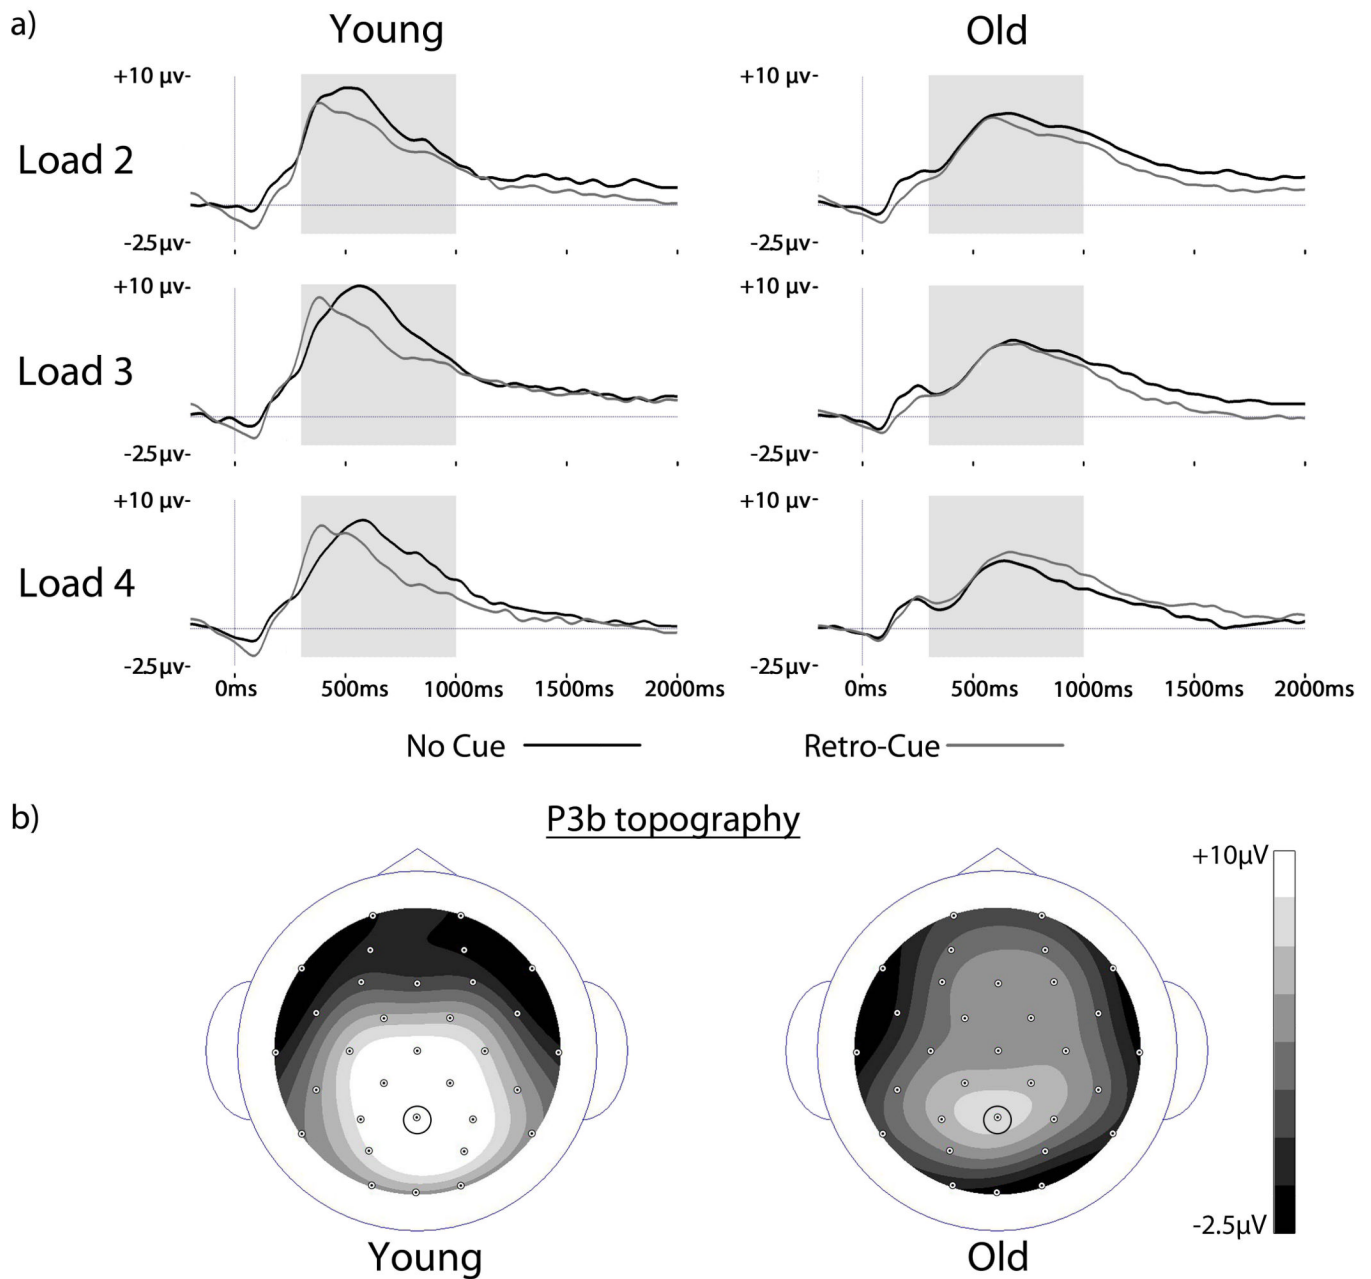 a)
Young
Old
+10 µv-
+10 µv-
Load 2
-25µv-
-25µv-
+10 µv-
+10 µv-
Load 3
-25µv-
-25µv-
+10 µv-
+10 µv-
Load 4
-25µv-
-25µv-
0ms 500ms 1000ms 1500ms 2000ms
0ms 500ms 1000ms 1500ms 2000ms
No Cue
Retro-Cue
b)
P3b topography
+10µV
-2.5µV
Young
Old